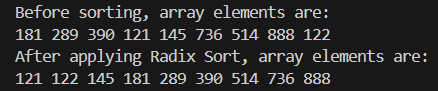 Before sorting, array elements are:
181 289 390 121 145 736 514 888 122
After applying Radix Sort, array elements are:
121 122 145 181 289 390 514 736 888